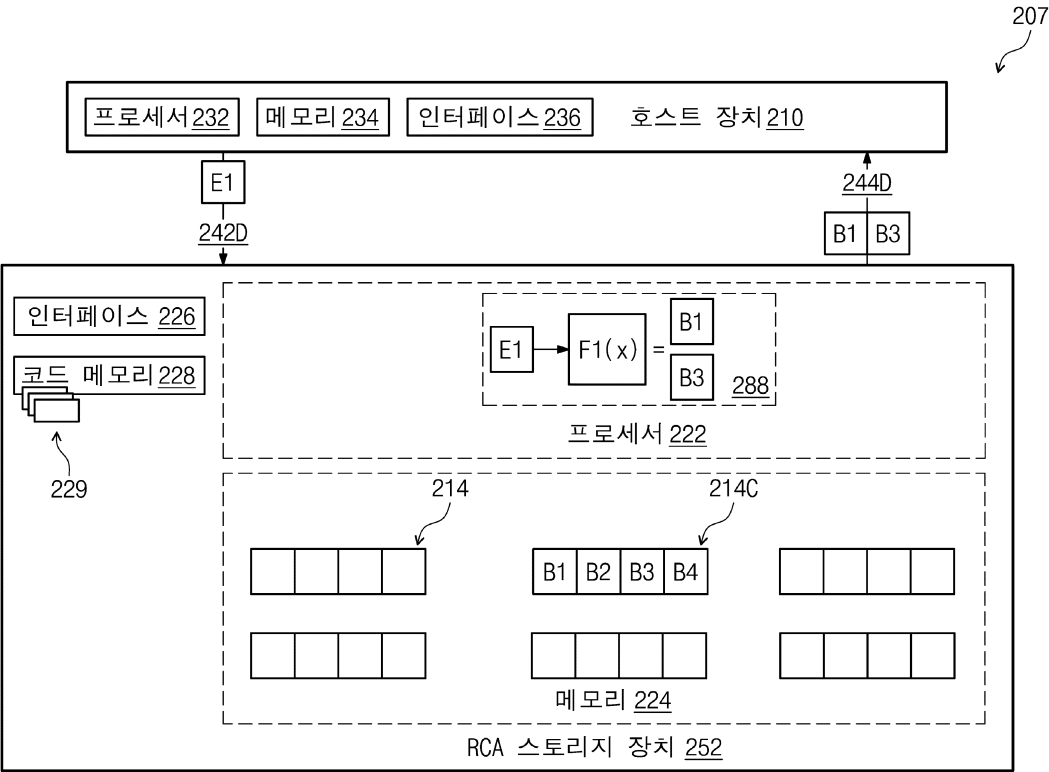 207
프로세서 232 메모리 234 인터페이스 236 호스트 장치 210
E1
242D
244D
B1 B3
인터페이스 226
코드 메모리 228
229
E1 F1(x) = B1
B3
288
프로세서 222
214
214C
B1 B2 B3 B4
메모리 224
RCA 스토리지 장치 252